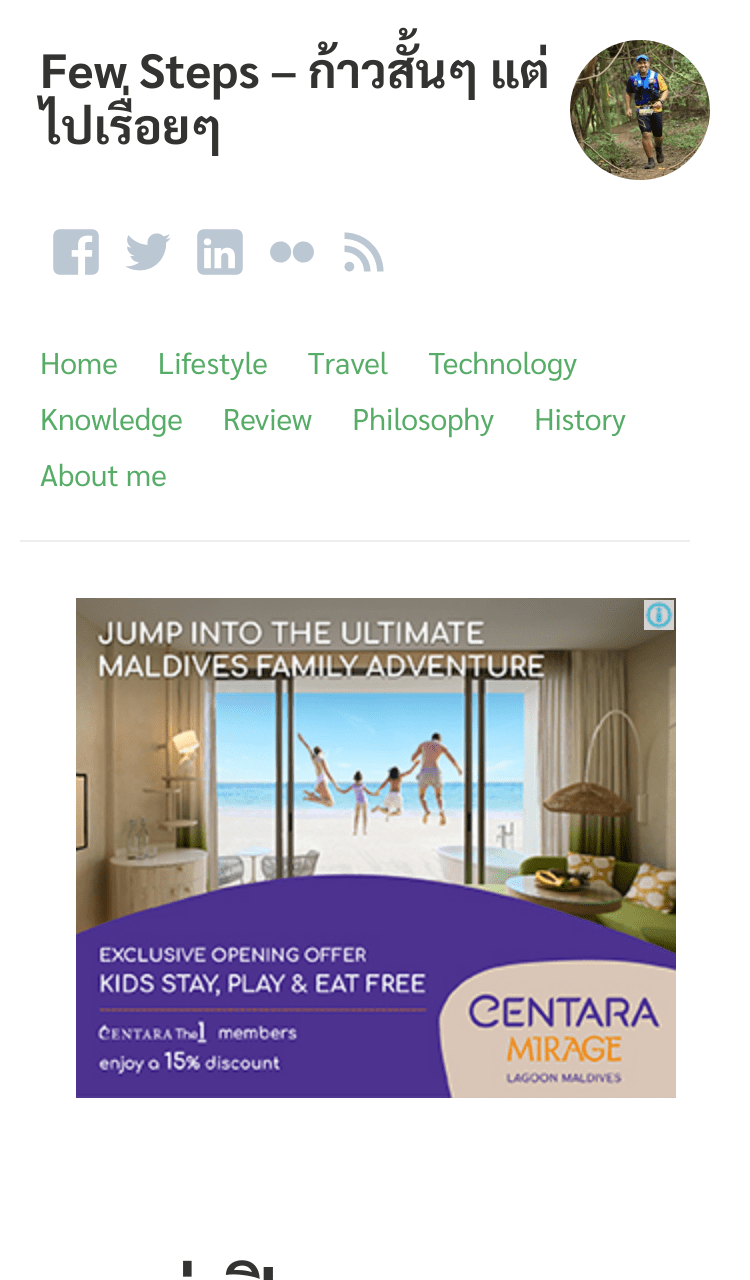 Few Steps – ก้าวสั้นๆ แต่
ไปเรื่อยๆ
Home Lifestyle Travel Technology
Knowledge Review Philosophy History
About me
JUMP INTO THE ULTIMATE
MALDIVES FAMILY ADVENTURE
EXCLUSIVE OPENING OFFER
KIDS STAY, PLAY & EAT FREE
CENTARA The1 members
enjoy a 15% discount
CENTARA
MIRAGE
LAGOON MALDIVES